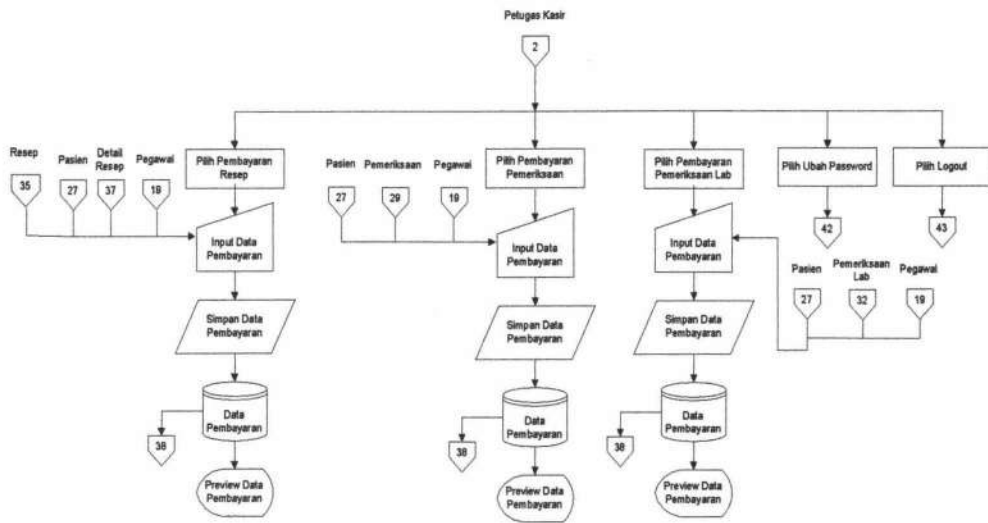 Petugas Kasir
2
Pilih Pembayaran
Resep
Pilih Pembayaran
Pemeriksaan
Pilih Pembayaran
Pemeriksaan Lab
Pilih Ubah Password
Pilih Logout
Resep
Pasien
Detail
Resep
Pegawai
35
27
37
19
Pasien
Pemeriksaan
Pegawai
27
29
19
42
43
Input Data
Pembayaran
Input Data
Pembayaran
Input Data
Pembayaran
Pasien
Pemeriksaan
Lab
Pegawai
27
32
19
Simpan Data
Pembayaran
Simpan Data
Pembayaran
Simpan Data
Pembayaran
Data
Pembayaran
Data
Pembayaran
Data
Pembayaran
38
38
38
Preview Data
Pembayaran
Preview Data
Pembayaran
Preview Data
Pembayaran